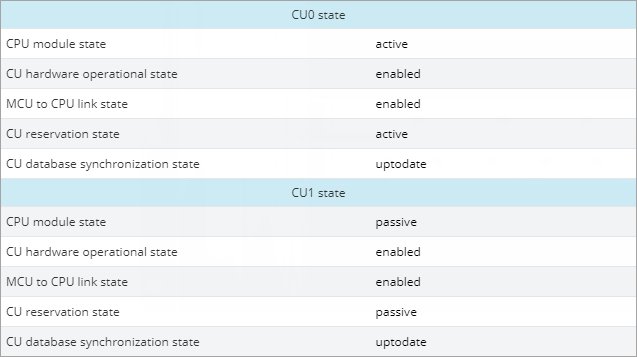 CU0 state
CPU module state active
CU hardware operational state enabled
MCU to CPU link state enabled
CU reservation state active
CU database synchronization state uptodate
CU1 state
CPU module state passive
CU hardware operational state enabled
MCU to CPU link state enabled
CU reservation state passive
CU database synchronization state uptodate